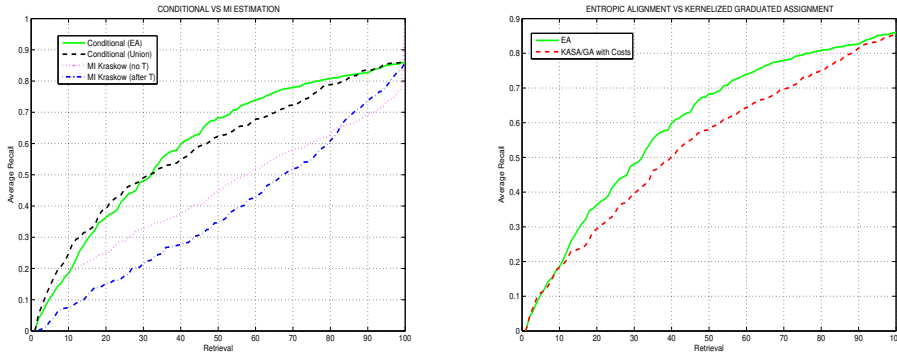 CONDITIONAL VS MI ESTIMATION
1
0.9
0.8
0.7
0.6
0.5
0.4
0.3
0.2
0.1
0
Average Recall
Conditional (EA)
Conditional (Union)
MI Kraskow (no T)
MI Kraskow (after T)
0 10 20 30 40 50 60 70 80 90 100
Retrieval
ENTROPIC ALIGNMENT VS KERNELIZED GRADUATED ASSIGNMENT
0.9
0.8
0.7
0.6
0.5
0.4
0.3
0.2
0.1
0
Average Recall
EA
KASA/GA with Costs
0 10 20 30 40 50 60 70 80 90
Retrieval